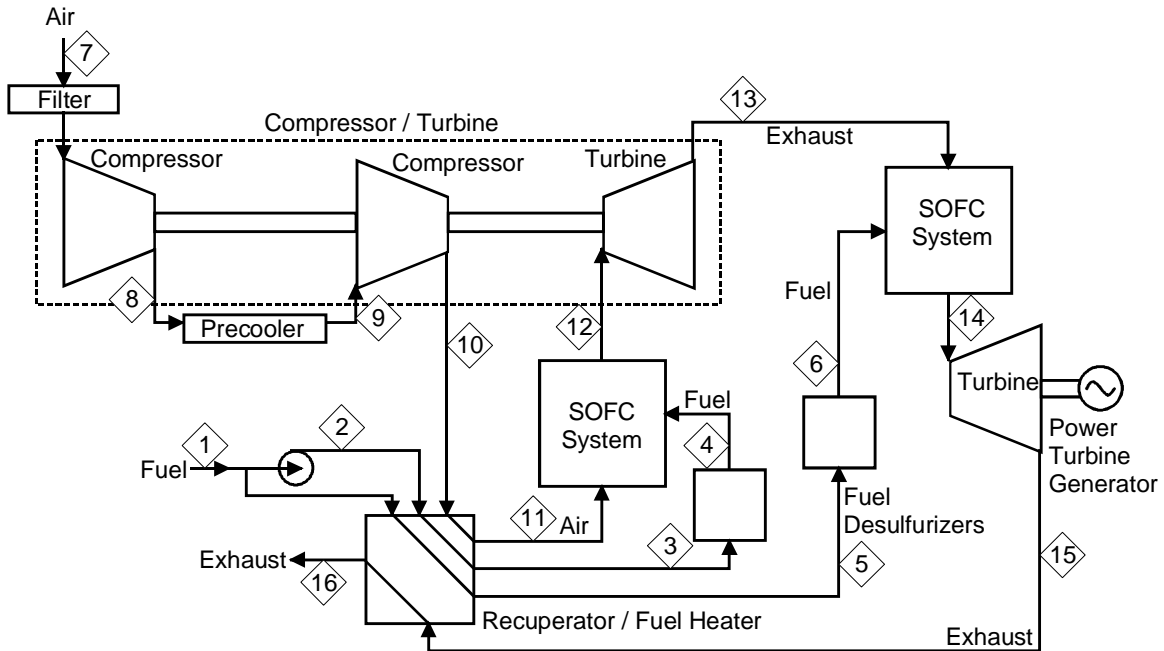 Air
7
Filter
Compressor / Turbine
Compressor
Compressor
Turbine
13
Exhaust
SOFC
System
8
Precooler
9
10
12
Fuel
14
6
Turbine
SOFC
System
Fuel
4
1
2
Fuel
Power
Turbine
Generator
Fuel
Desulfurizers
11
Air
3
5
15
Exhaust
16
Recuperator / Fuel Heater
Exhaust